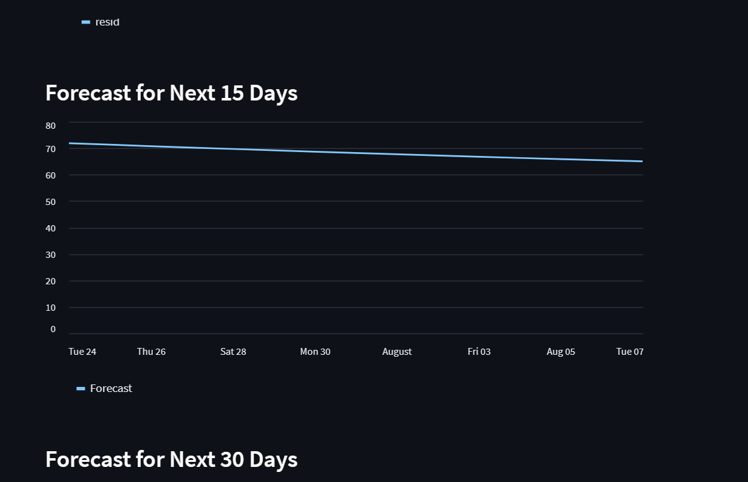 resid
Forecast for Next 15 Days
80
70
60
50
40
30
20
10
0
Tue 24 Thu 26 Sat 28 Mon 30 August Fri 03 Aug 05 Tue 07
Forecast
Forecast for Next 30 Days